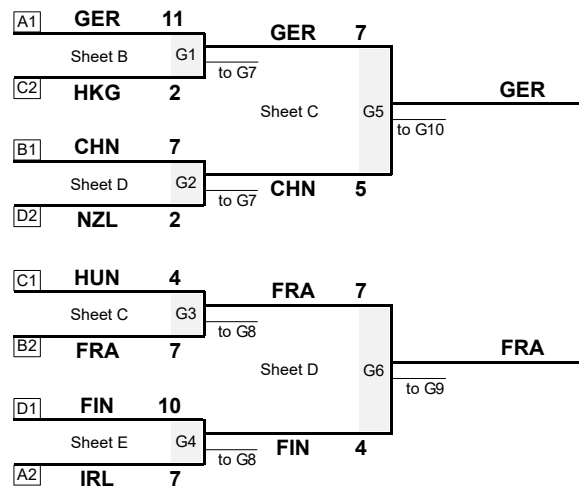 A1 GER 11
GER 7
Sheet B G1
to G7
C2 HKG 2
GER
Sheet C G5
to G10
B1 CHN 7
Sheet D G2
to G7
CHN 5
D2 NZL 2
C1 HUN 4
FRA 7
Sheet C G3
to G8
B2 FRA 7
FRA
Sheet D G6
to G9
D1 FIN 10
Sheet E G4
to G8
FIN 4
A2 IRL 7